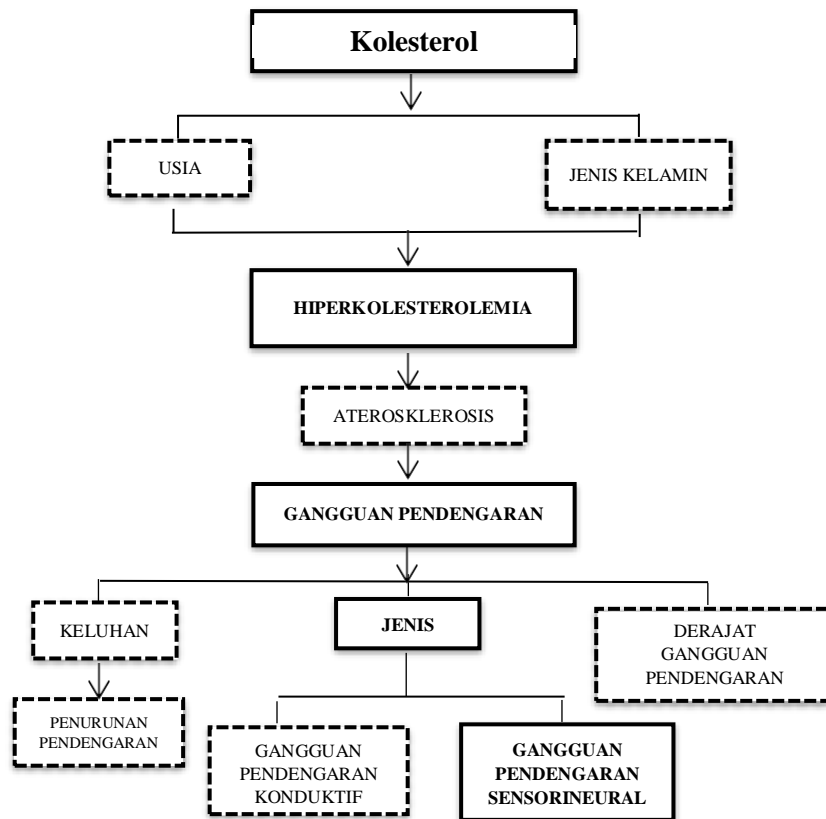 Kolesterol
USIA
JENIS KELAMIN
HIPERKOLESTEROLEMIA
ATEROSKLEROSIS
GANGGUAN PENDENGARAN
KELUHAN
JENIS
DERAJAT
GANGGUAN
PENDENGARAN
PENURUNAN
PENDENGARAN
GANGGUAN
PENDENGARAN
KONDUKTIF
GANGGUAN
PENDENGARAN
SENSORINEURAL